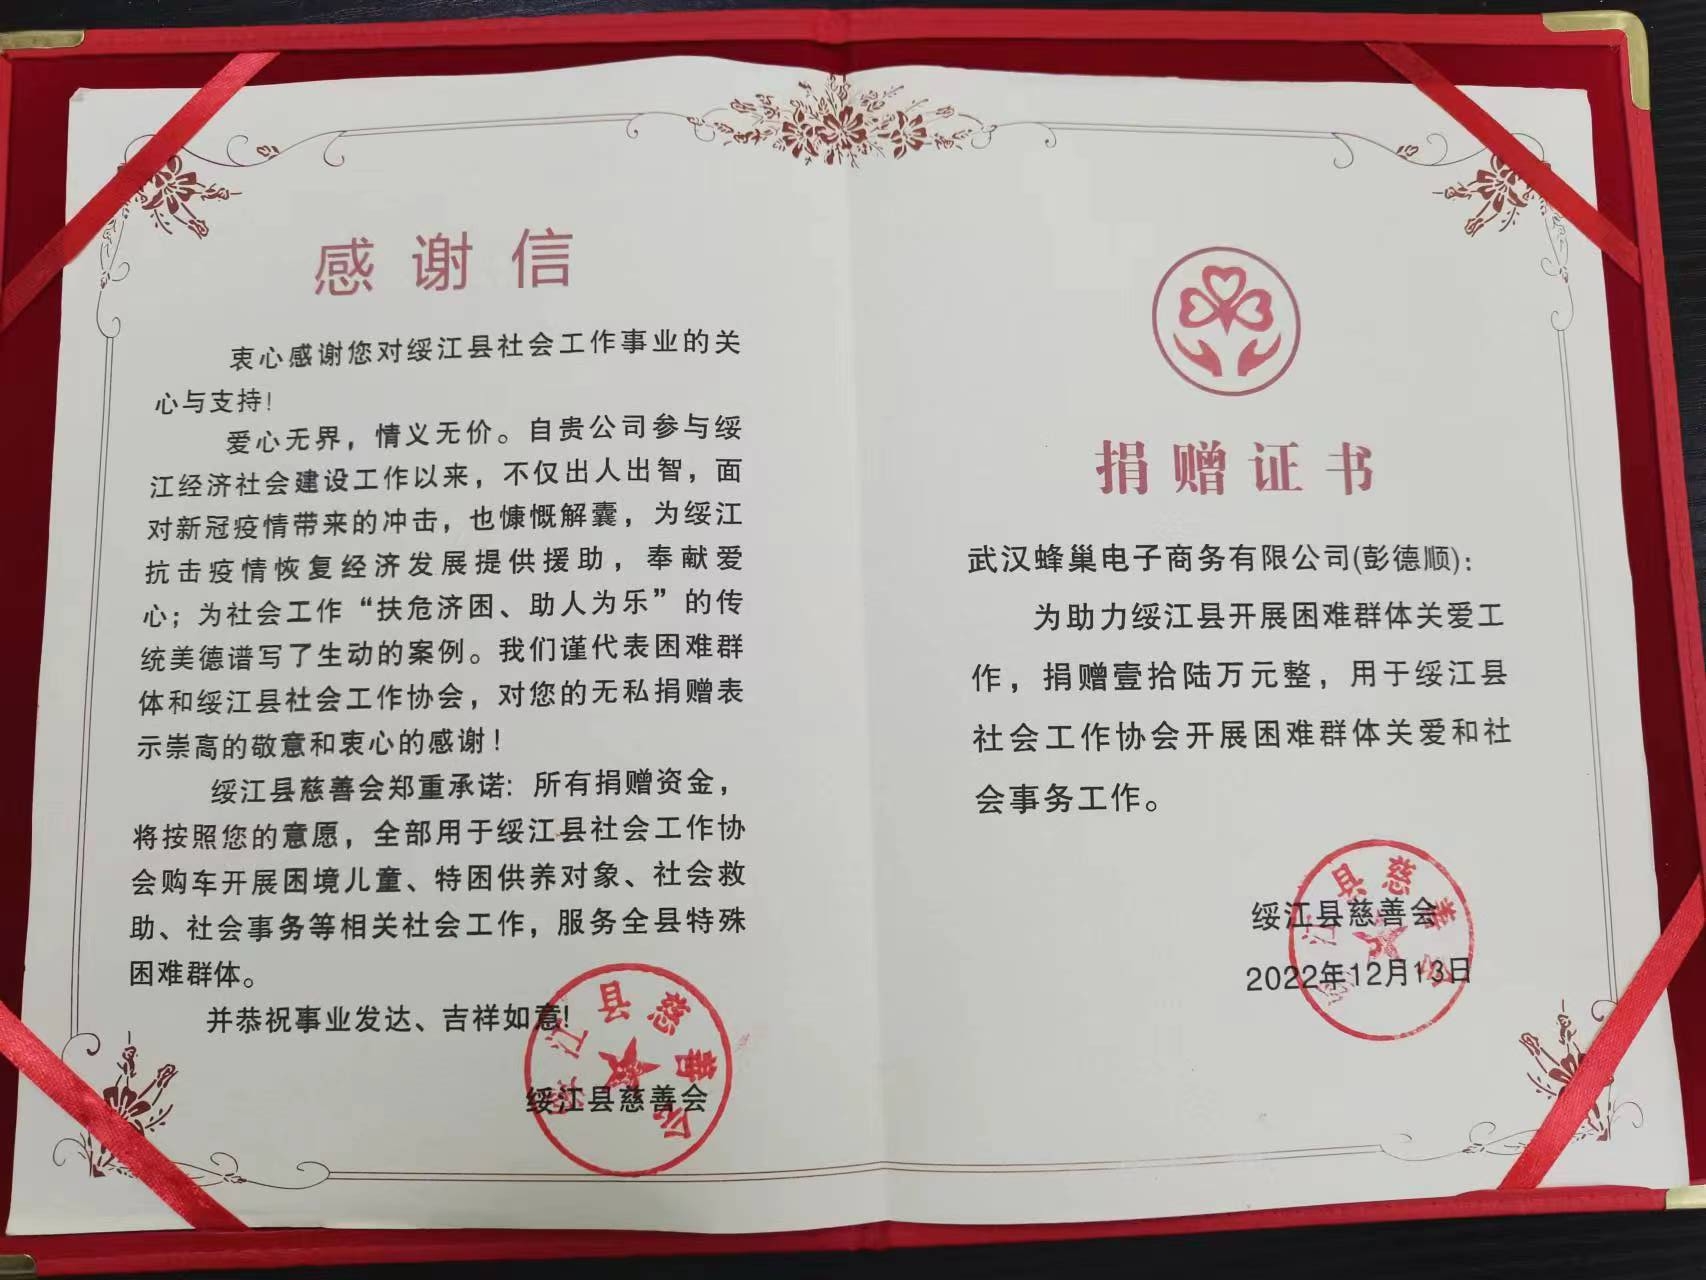 感谢信
衷心感谢您对绥江县社会工作事业的关
心与支持！
爱心无界，情义无价。自贵公司参与绥
江经济社会建设工作以来，不仅出人出智，面
对新冠疫情带来的冲击，也慷慨解囊，为绥江
抗击疫情恢复经济发展提供援助，奉献爱
心；为社会工作“扶危济困、助人为乐”的传
统美德谱写了生动的案例。我们谨代表困难群
体和绥江县社会工作协会，对您的无私捐赠表
示崇高的敬意和衷心的感谢！
绥江县慈善会郑重承诺：所有捐赠资金，
将按照您的意愿，全部用于绥江县社会工作协
会购车开展困境儿童、特困供养对象、社会救
助、社会事务等相关社会工作，服务全县特殊
困难群体。
并恭祝事业发达、吉祥如意！
绥江县慈善会
绥江县慈善会
捐赠证书
武汉蜂巢电子商务有限公司(彭德顺)：
为助力绥江县开展困难群体关爱工
作，捐赠壹拾陆万元整，用于绥江县
社会工作协会开展困难群体关爱和社
会事务工作。
绥江县慈善会
2022年12月13日
绥江县慈善会